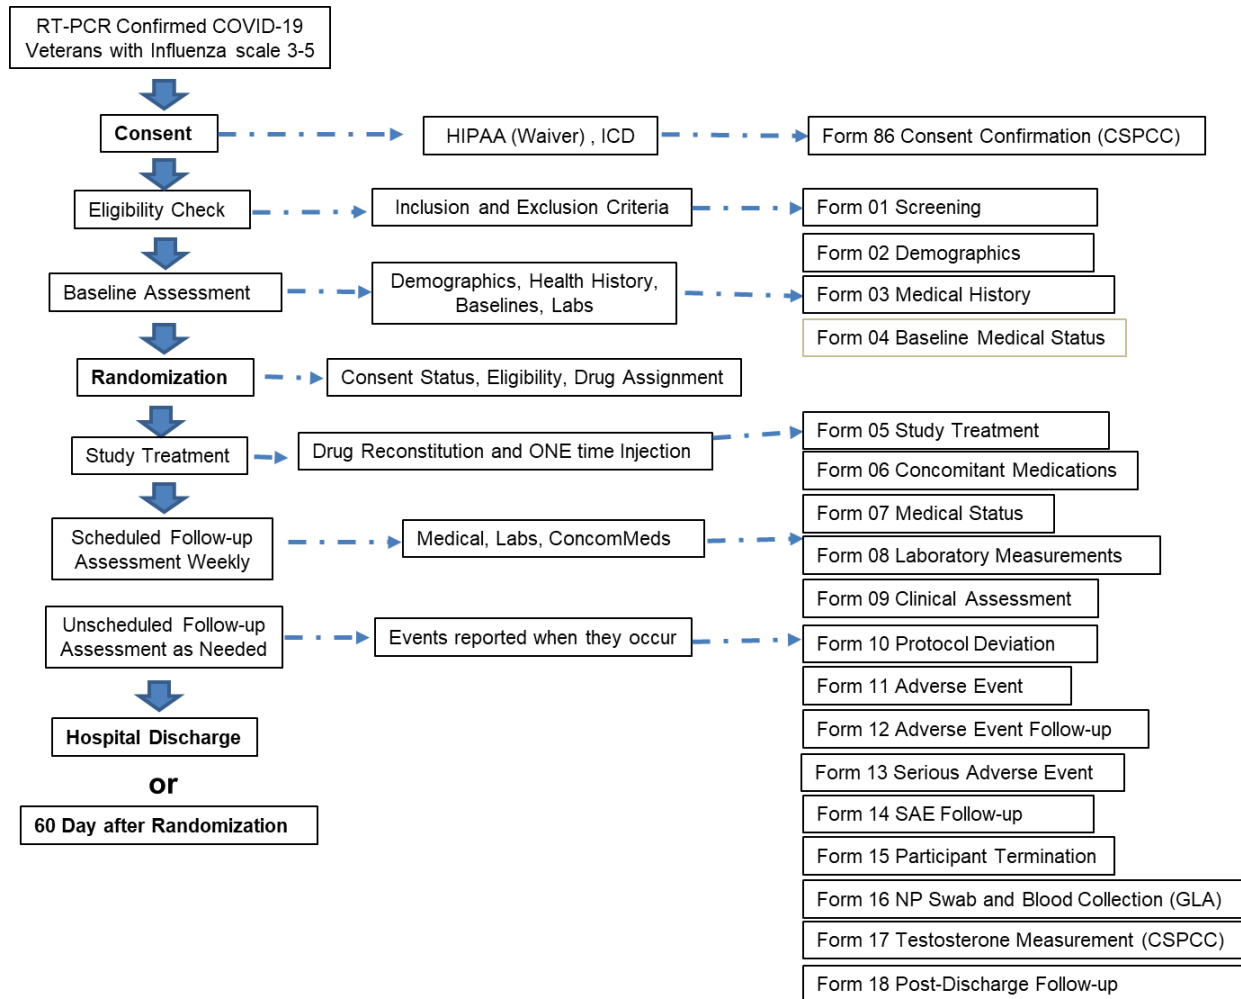 RT-PCR Confirmed COVID-19
Veterans with Influenza scale 3-5
Consent
HIPAA (Waiver) , ICD
Form 86 Consent Confirmation (CSPCC)
Eligibility Check
Inclusion and Exclusion Criteria
Form 01 Screening
Form 02 Demographics
Baseline Assessment
Demographics, Health History,
Baselines, Labs
Form 03 Medical History
Form 04 Baseline Medical Status
Randomization
Consent Status, Eligibility, Drug Assignment
Study Treatment
Drug Reconstitution and ONE time Injection
Form 05 Study Treatment
Form 06 Concomitant Medications
Form 07 Medical Status
Scheduled Follow-up
Assessment Weekly
Medical, Labs, ConcomMeds
Form 08 Laboratory Measurements
Form 09 Clinical Assessment
Unscheduled Follow-up
Assessment as Needed
Events reported when they occur
Form 10 Protocol Deviation
Form 11 Adverse Event
Hospital Discharge
Form 12 Adverse Event Follow-up
Form 13 Serious Adverse Event
or
60 Day after Randomization
Form 14 SAE Follow-up
Form 15 Participant Termination
Form 16 NP Swab and Blood Collection (GLA)
Form 17 Testosterone Measurement (CSPCC)
Form 18 Post-Discharge Follow-up